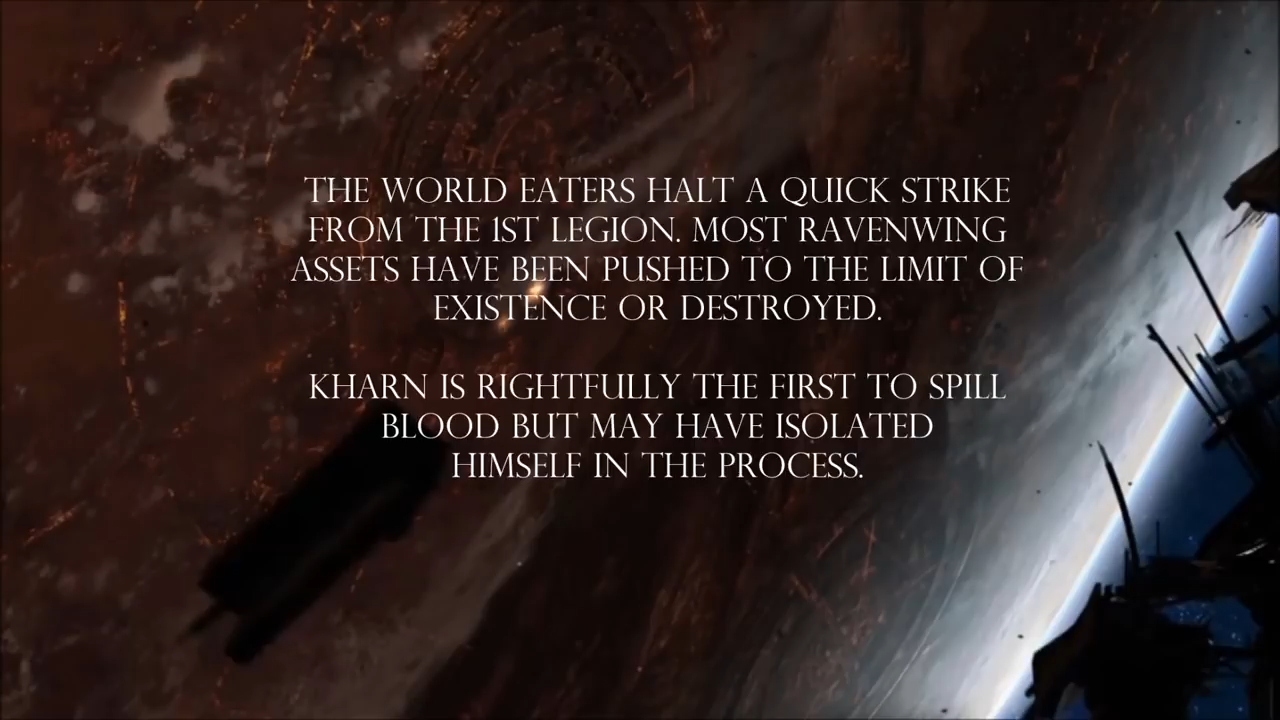 THE WORLD EATERS HALT A QUICK STRIKE
FROM THE 1ST LEGION. MOST RAVENWING
ASSETS HAVE BEEN PUSHED TO THE LIMIT OF
EXISTENCE OR DESTROYED.
KHARN IS RIGHTFULLY THE FIRST TO SPILL
BLOOD BUT MAY HAVE ISOLATED
HIMSELF IN THE PROCESS.